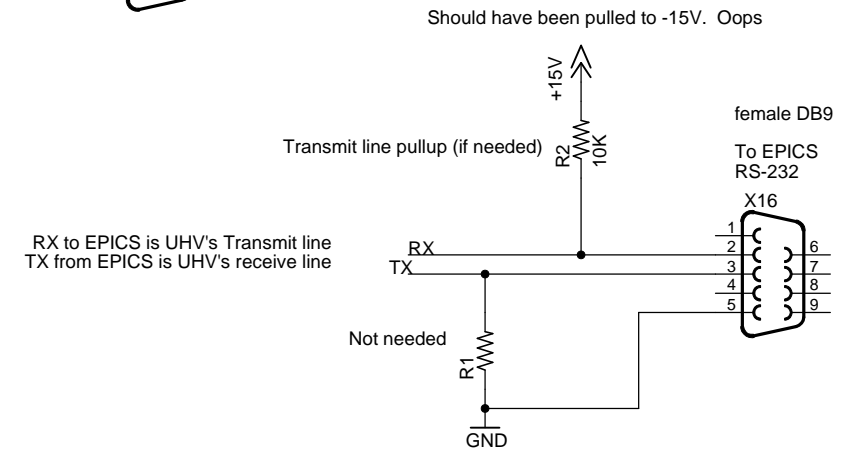 Should have been pulled to -15V.  Oops
+15V
female DB9
Transmit line pullup (if needed)
R2
10K
To EPICS
RS-232
X16
RX to EPICS is UHV's Transmit line
TX from EPICS is UHV's receive line
RX
TX
1
2
3
4
5
6
7
8
9
Not needed
R1
GND